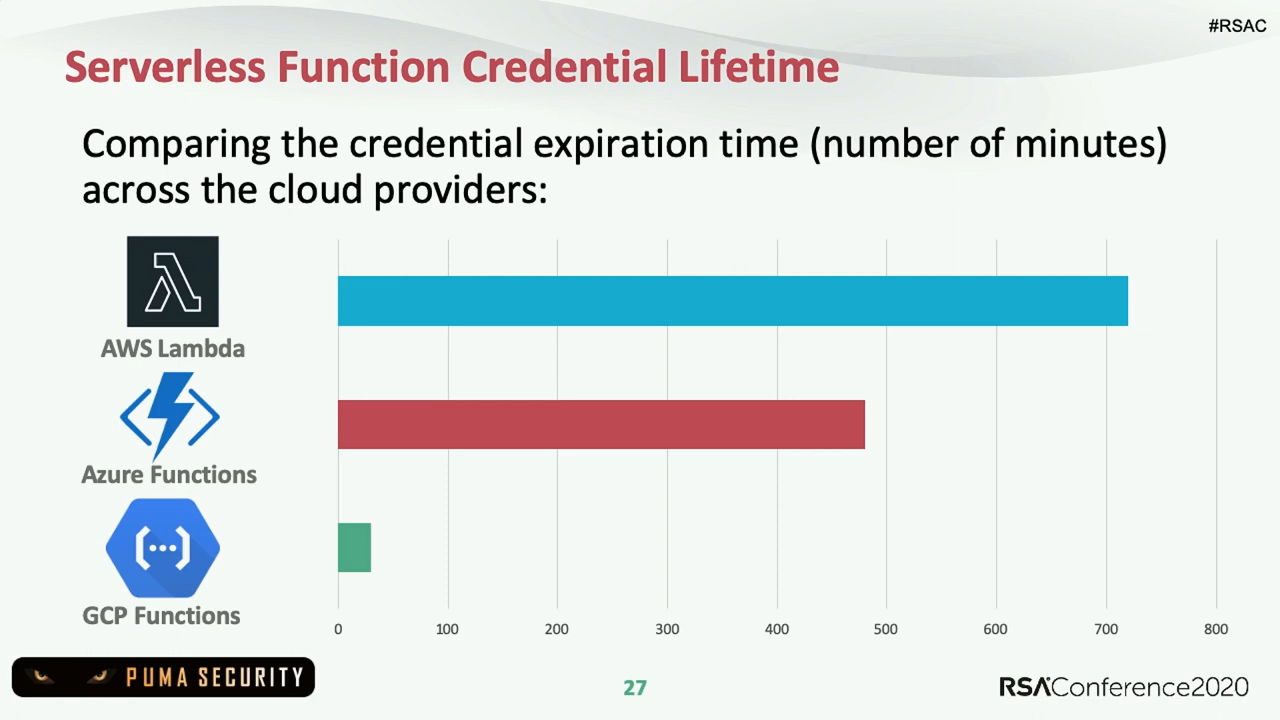 #RSAC
Serverless Function Credential Lifetime
Comparing the credential expiration time (number of minutes)
across the cloud providers:
AWS Lambda
Azure Functions
GCP Functions
0 100 200 300 400 500 600 700 800
PUMA SECURITY
27
RSAConference2020